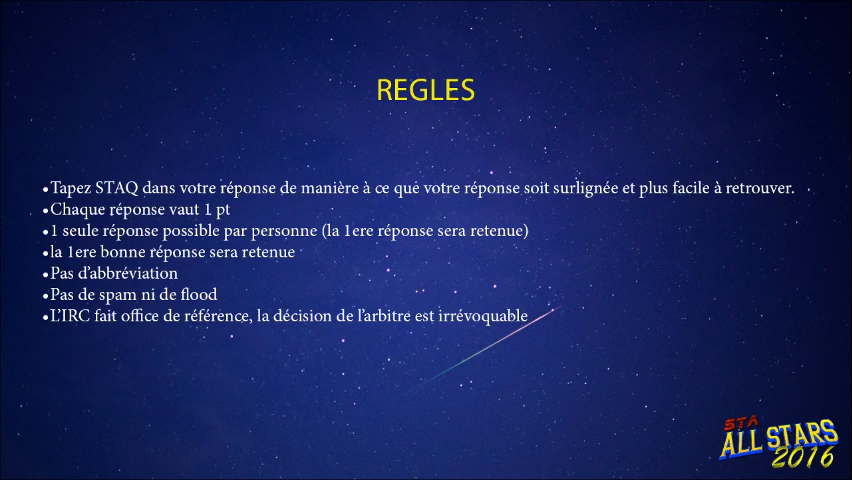 REGLES
•Tapez STAQ dans votre réponse de manière à ce que votre réponse soit surlignée et plus facile à retrouver.
•Chaque réponse vaut 1 pt
•1 seule réponse possible par personne (la 1ere réponse sera retenue)
•la 1ere bonne réponse sera retenue
•Pas d'abbréviation
•Pas de spam ni de flood
•L'IRC fait office de référence, la décision de l'arbitre est irrévoquable
STA
ALL STARS
2016